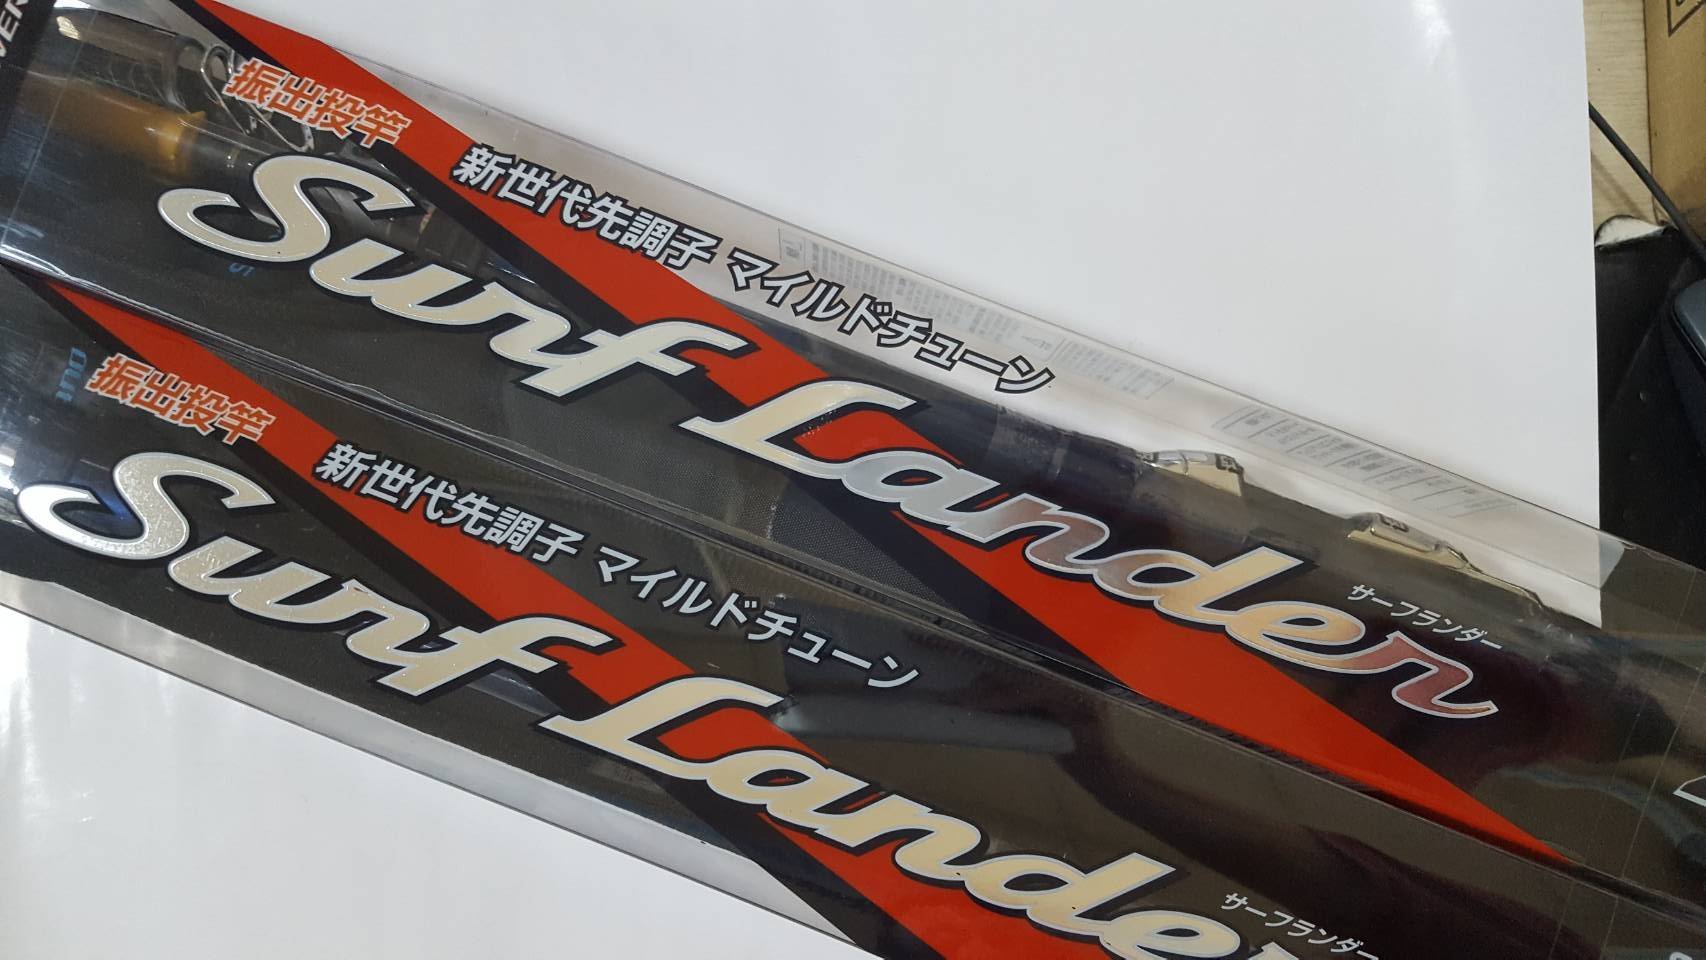 振出投竿
新世代先調子 マイルドチューン
Surf Lander
サーフランダー
振出投竿
新世代先調子 マイルドチューン
Surf Lander
サーフランダー